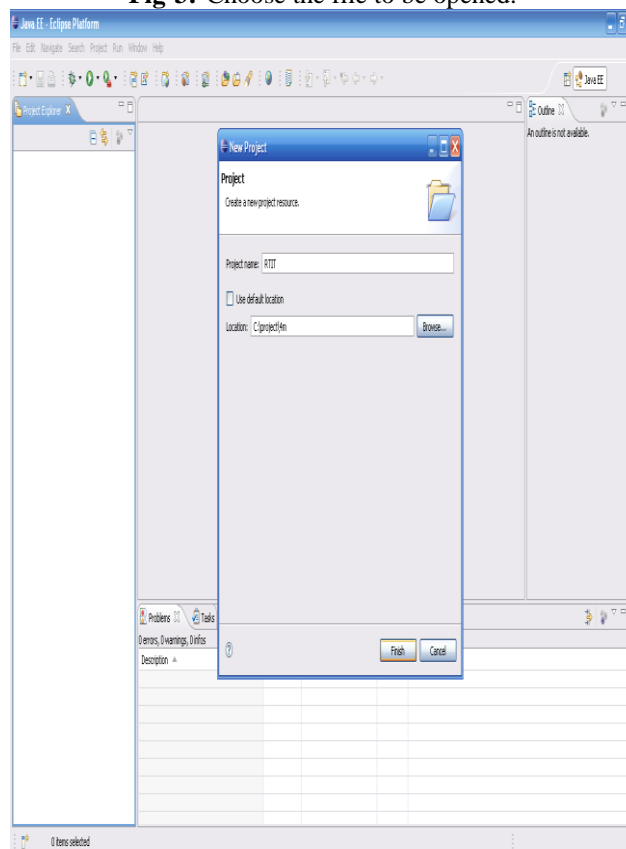 Fig 3: Choose the file to be opened.
Java EE - Eclipse Platform
File Edit Navigate Search Project Run Window Help
Java EE
Project Explorer
Outline
An outline is not available.
New Project
Project
Create a new project resource.
Project name: RTIT
Use default location
Location: C:\project\4n
Browse...
Problems Tasks
0 errors, 0 warnings, 0 infos
Description
Finish Cancel
0 items selected